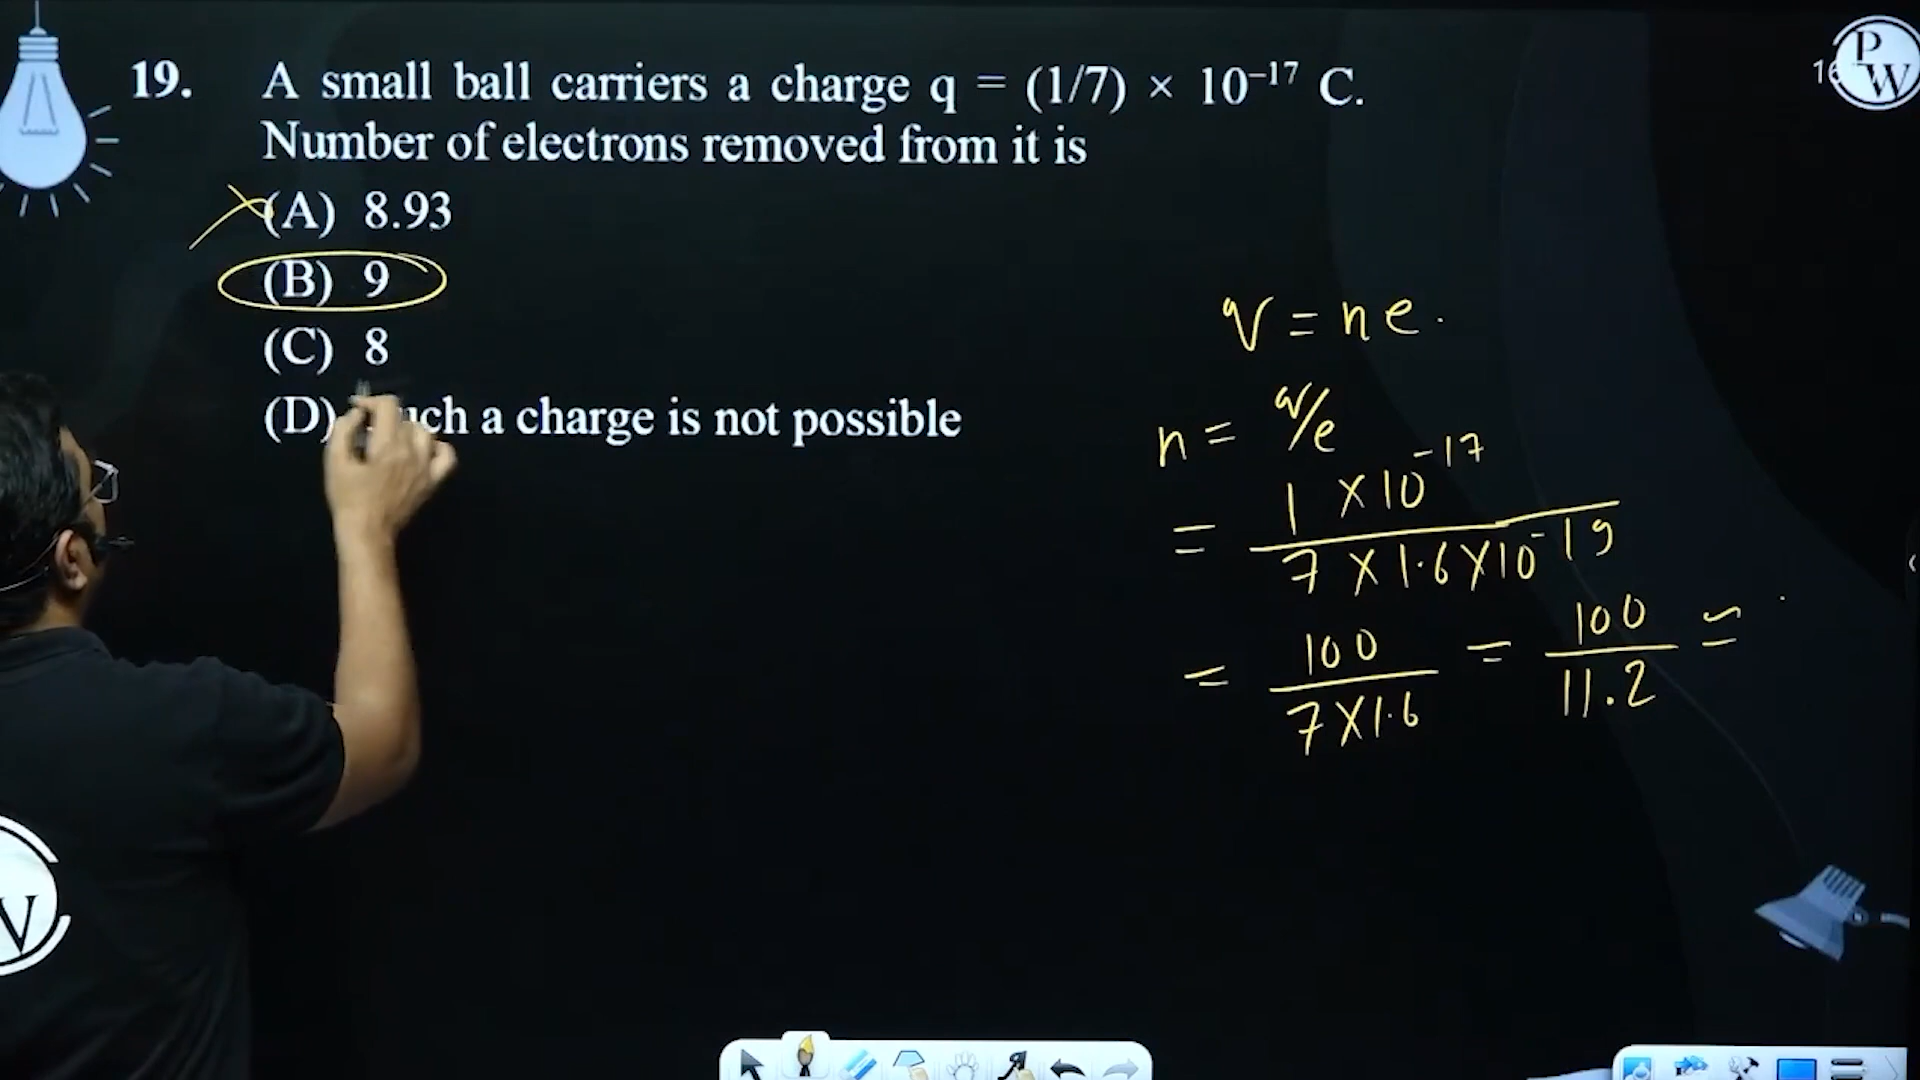 19. A small ball carriers a charge q = (1/7) × 10⁻¹⁷ C.
Number of electrons removed from it is
(A) 8.93
(B) 9
(C) 8
(D) a charge is not possible
q = ne.
n = q/e
= 1 × 10⁻¹⁷ / 7 × 1.6 × 10⁻¹⁹
= 100 / 7 × 1.6 = 100 / 11.2 ≃
PW